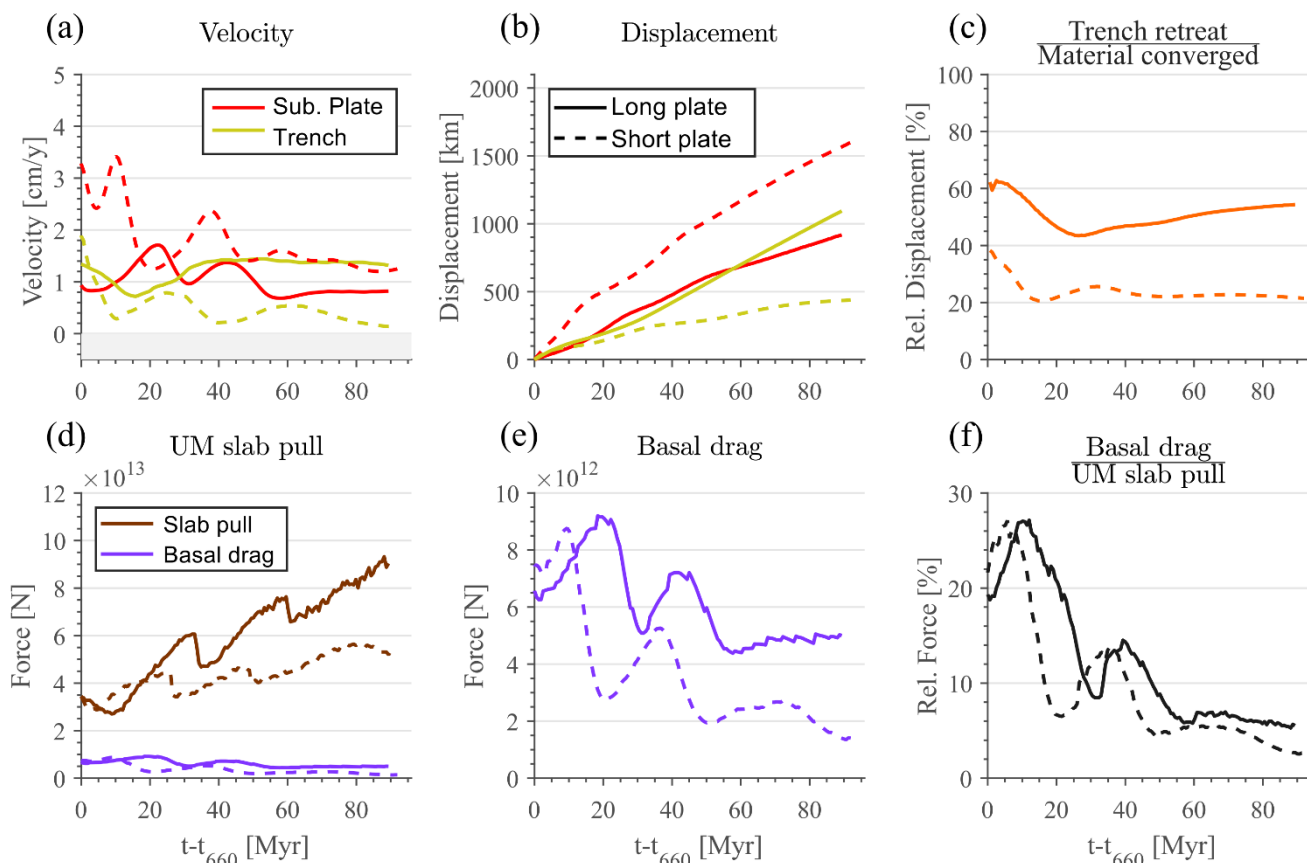 (a) Velocity
(b) Displacement
(c) Trench retreat
Material converged
Velocity [cm/y]
5
4
3
2
1
0
Sub. Plate
Trench
0 20 40 60 80
Displacement [km]
2000
1500
1000
500
0
Long plate
Short plate
0 20 40 60 80
Rel. Displacement [%]
100
80
60
40
20
0
0 20 40 60 80
(d) UM slab pull
(e) Basal drag
(f) Basal drag
UM slab pull
×10¹³
Force [N]
12
10
8
6
4
2
0
Slab pull
Basal drag
0 20 40 60 80
t-t₆₆₀ [Myr]
×10¹²
Force [N]
10
8
6
4
2
0
0 20 40 60 80
t-t₆₆₀ [Myr]
Rel. Force [%]
30
20
10
0
0 20 40 60 80
t-t₆₆₀ [Myr]